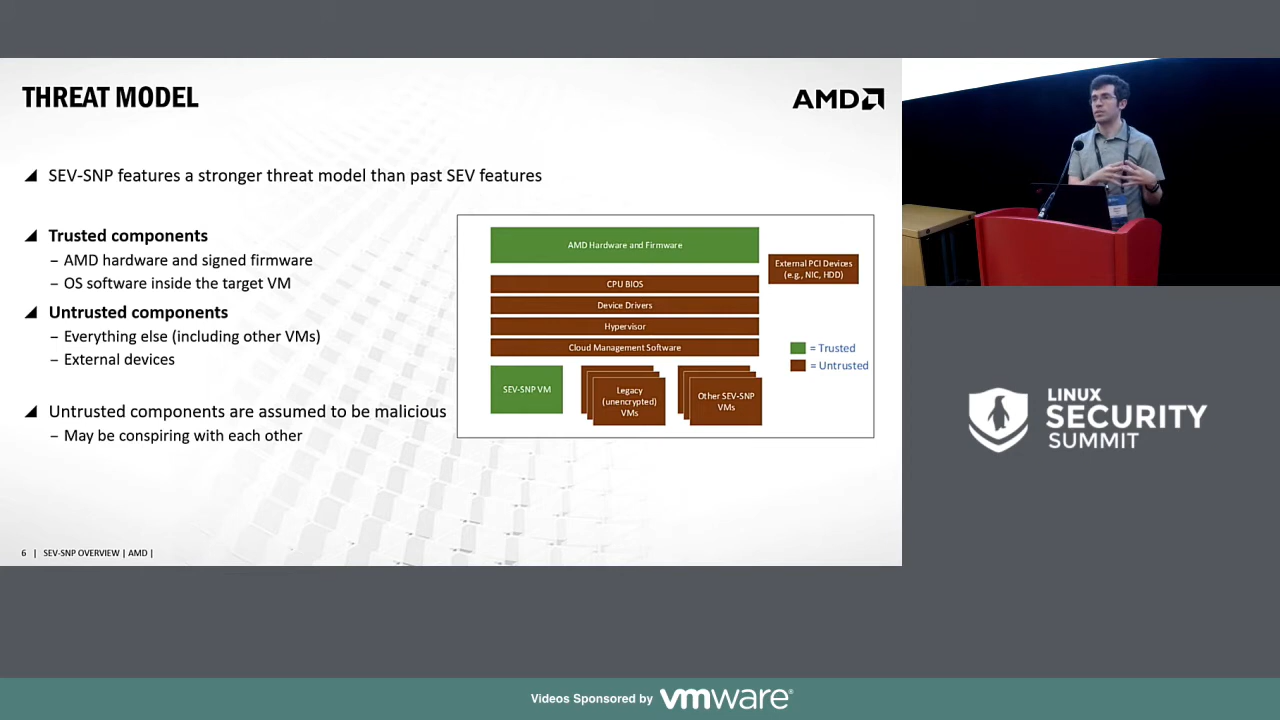 THREAT MODEL
AMD
SEV-SNP features a stronger threat model than past SEV features
Trusted components
– AMD hardware and signed firmware
– OS software inside the target VM
Untrusted components
– Everything else (including other VMs)
– External devices
Untrusted components are assumed to be malicious
– May be conspiring with each other
AMD Hardware and Firmware
External PCI Devices
(e.g., NIC, HDD)
CPU BIOS
Device Drivers
Hypervisor
Cloud Management Software
= Trusted
= Untrusted
SEV-SNP VM
Legacy
(unencrypted)
VMs
Other SEV-SNP
VMs
6 | SEV-SNP OVERVIEW | AMD |
LINUX
SECURITY
SUMMIT
Videos Sponsored by vmware®